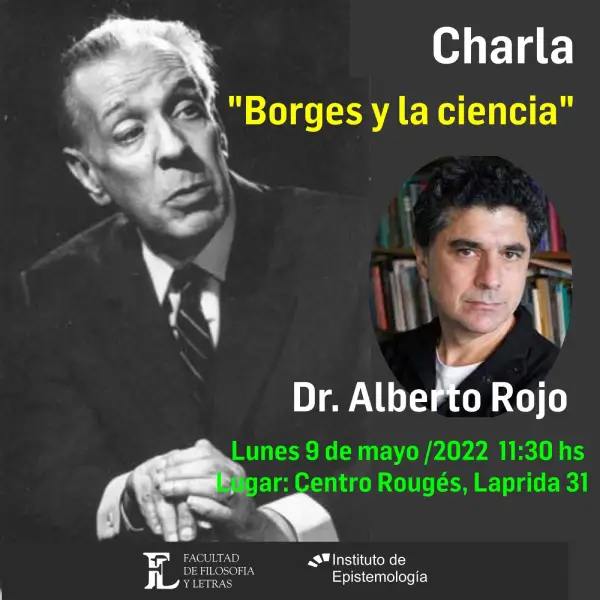 Charla
"Borges y la ciencia"
Dr. Alberto Rojo
Lunes 9 de mayo /2022 11:30 hs
Lugar: Centro Rougés, Laprida 31
FACULTAD
DE FILOSOFIA
Y LETRAS
Instituto de
Epistemología